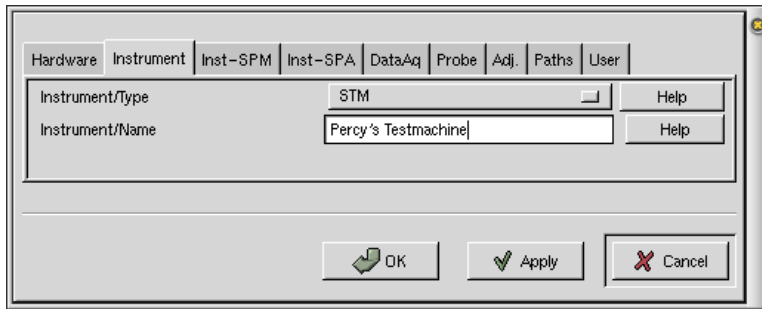 Hardware Instrument Inst-SPM Inst-SPA DataAq Probe Adj. Paths User
Instrument/Type STM Help
Instrument/Name Percy's Testmachine Help
OK Apply Cancel